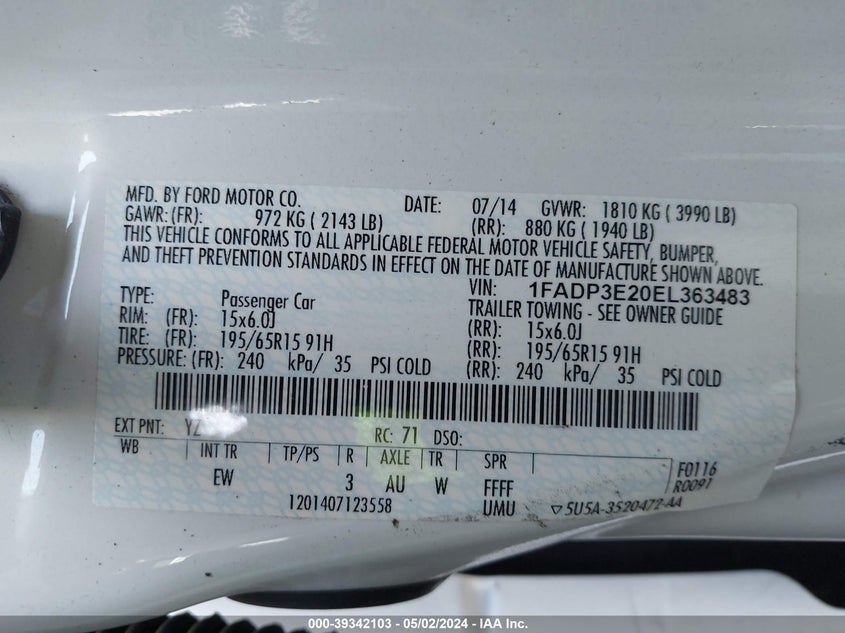 MFD. BY FORD MOTOR CO. DATE: 07/14 GVWR: 1810 KG ( 3990 LB)
GAWR: (FR): 972 KG ( 2143 LB) (RR): 880 KG ( 1940 LB)
THIS VEHICLE CONFORMS TO ALL APPLICABLE FEDERAL MOTOR VEHICLE SAFETY, BUMPER,
AND THEFT PREVENTION STANDARDS IN EFFECT ON THE DATE OF MANUFACTURE SHOWN ABOVE.
VIN: 1FADP3E20EL363483
TYPE: Passenger Car TRAILER TOWING - SEE OWNER GUIDE
RIM: (FR): 15x6.0J (RR): 15x6.0J
TIRE: (FR): 195/65R15 91H (RR): 195/65R15 91H
PRESSURE: (FR): 240 kPa/ 35 PSI COLD (RR): 240 kPa/ 35 PSI COLD
EXT PNT: YZ RC: 71 DSO:
WB INT TR TP/PS R AXLE TR SPR
EW 3 AU W FFFF
1201407123558 UMU
F0116
R0091
▽5U5A-3520472-AA
000-39342103 - 05/02/2024 - IAA Inc.